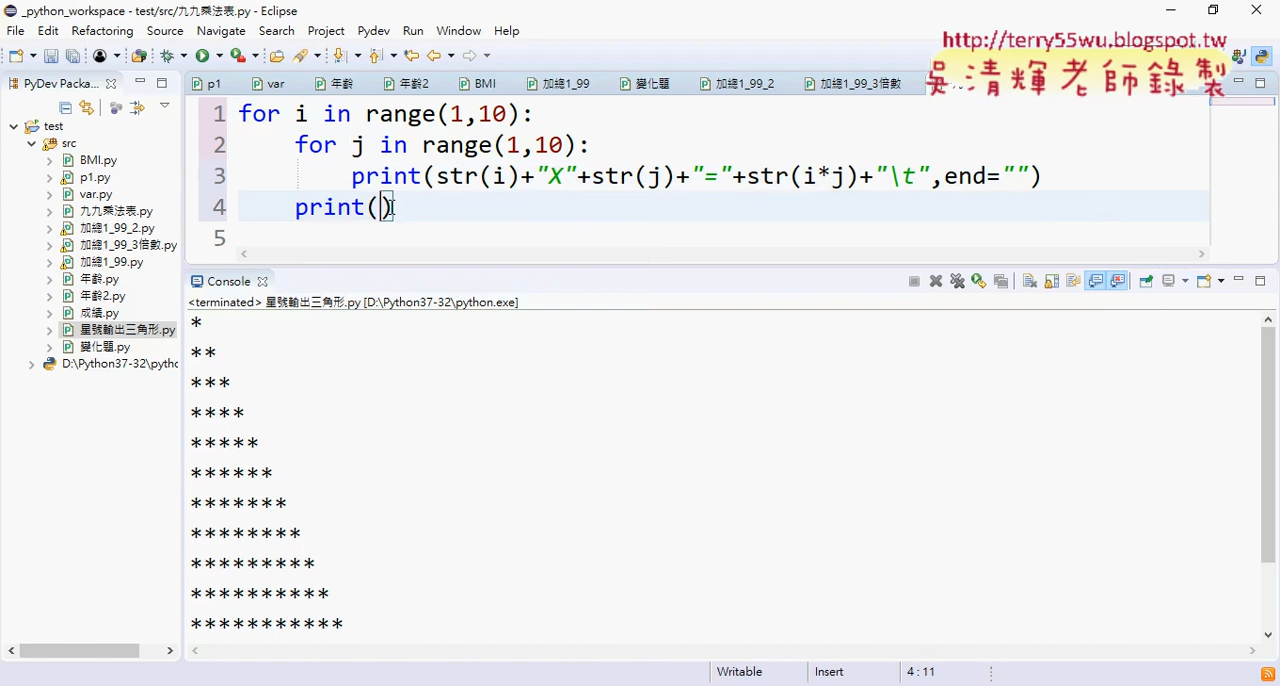 _python_workspace - test/src/九九乘法表.py - Eclipse
File Edit Refactoring Source Navigate Search Project Pydev Run Window Help
http://terry55wu.blogspot.tw
吳清輝老師錄製
PyDev Packa...
p1 var 年齡 年齡2 BMI 加總1_99 變化題 加總1_99_2 加總1_99_3倍數
test
src
BMI.py
p1.py
var.py
九九乘法表.py
加總1_99_2.py
加總1_99_3倍數.py
加總1_99.py
年齡.py
年齡2.py
成績.py
星號輸出三角形.py
變化題.py
D:\Python37-32\pytho
1 for i in range(1,10):
2 for j in range(1,10):
3 print(str(i)+"X"+str(j)+"="+str(i*j)+"\t",end="")
4 print()
5
Console
<terminated> 星號輸出三角形.py [D:\Python37-32\python.exe]
*
**
***
****
*****
******
*******
********
*********
**********
***********
Writable Insert 4 : 11